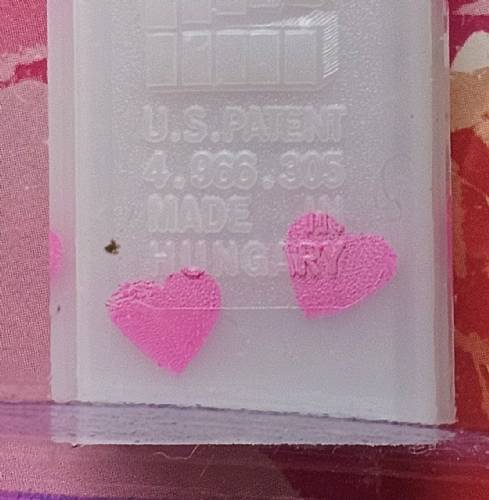 U.S.PATENT
4.966.305
MADE IN
HUNGARY